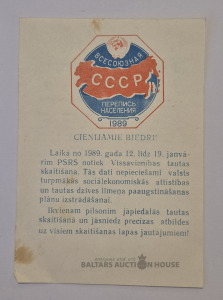 ВСЕСОЮЗНАЯ
СССР
ПЕРЕПИСЬ
НАСЕЛЕНИЯ
1989
CIENĪJAMIE BIEDRI!
Laikā no 1989. gada 12. līdz 19. janvā-
rim PSRS notiek Vissavienības tautas
skaitīšana. Tās dati nepieciešami valsts
turpmākās sociālekonomiskās attīstības
un tautas dzīves līmeņa paaugstināšanas
plānu izstrādāšanai.
Ikvienam pilsonim jāpiedalās tautas
skaitīšanā un jāsniedz precīzas atbildes
uz visiem skaitīšanas lapas jautājumiem!
BALTARS AUCTION HOUSE